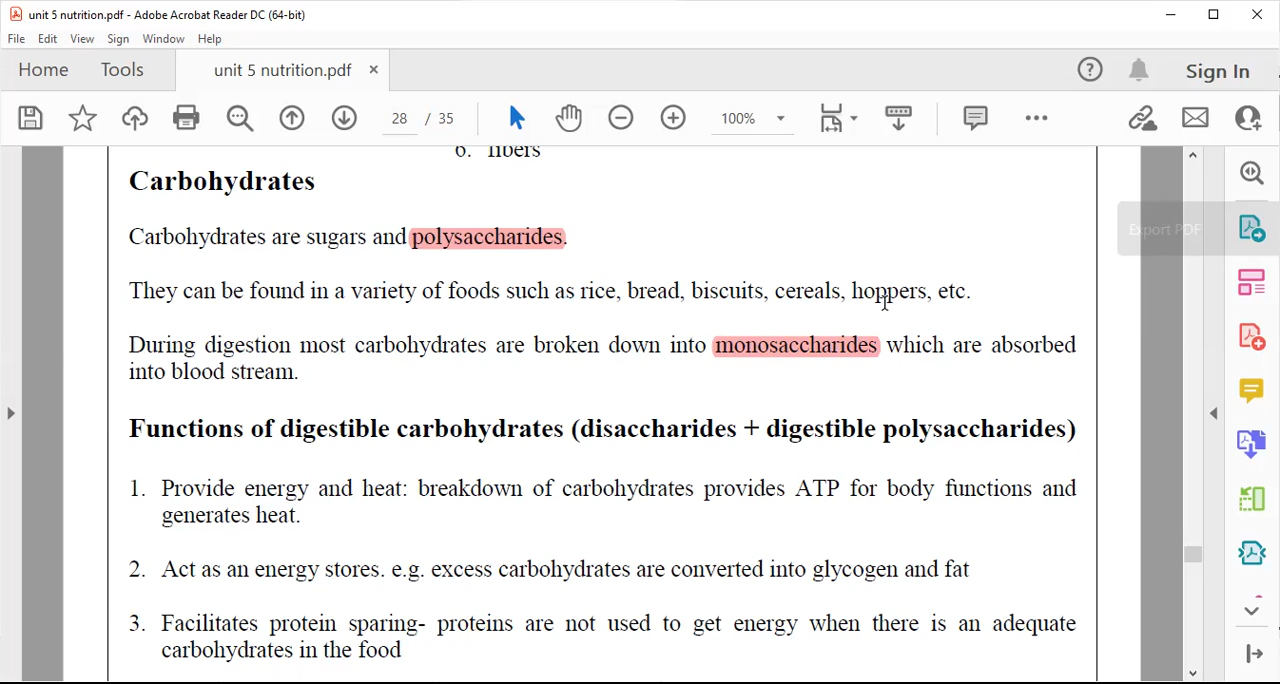 unit 5 nutrition.pdf - Adobe Acrobat Reader DC (64-bit)
File Edit View Sign Window Help
Home Tools unit 5 nutrition.pdf × Sign In
28 / 35 100%
6. fibers
Carbohydrates
Export PDF
Carbohydrates are sugars and polysaccharides.
They can be found in a variety of foods such as rice, bread, biscuits, cereals, hoppers, etc.
During digestion most carbohydrates are broken down into monosaccharides which are absorbed
into blood stream.
Functions of digestible carbohydrates (disaccharides + digestible polysaccharides)
1. Provide energy and heat: breakdown of carbohydrates provides ATP for body functions and
generates heat.
2. Act as an energy stores. e.g. excess carbohydrates are converted into glycogen and fat
3. Facilitates protein sparing- proteins are not used to get energy when there is an adequate
carbohydrates in the food